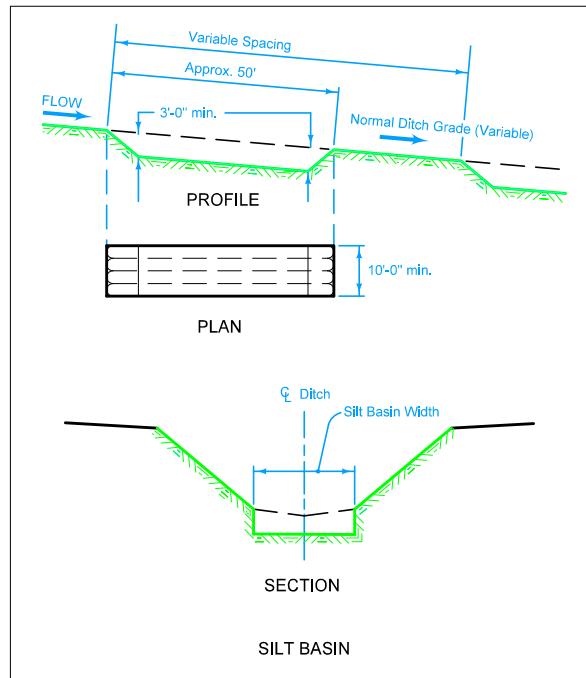 Variable Spacing
Approx. 50'
FLOW
3'-0" min.
Normal Ditch Grade (Variable)
PROFILE
10'-0" min.
PLAN
℄ Ditch
Silt Basin Width
SECTION
SILT BASIN